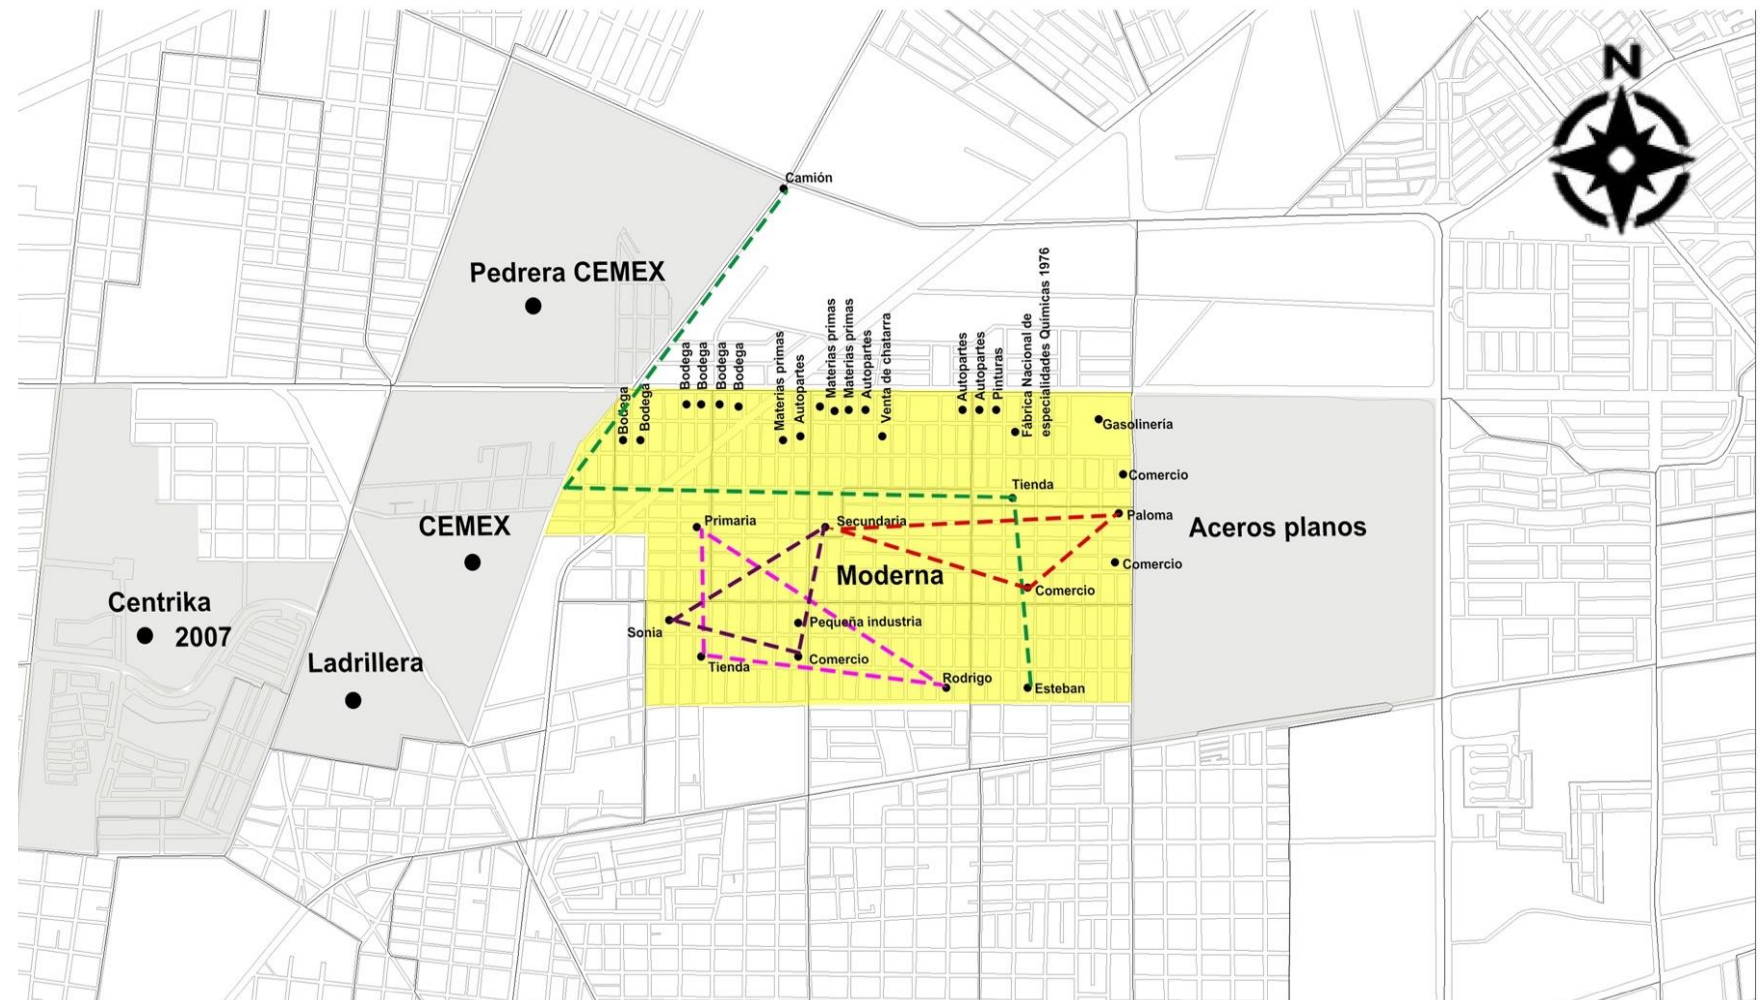 N
Camión
Pedrera CEMEX
Bodega
Bodega
Bodega
Bodega
Bodega
Bodega
Materias primas
Autopartes
Materias primas
Materias primas
Autopartes
Venta de chatarra
Autopartes
Autopartes
Pinturas
Fábrica Nacional de
especialidades Químicas 1976
Gasolinería
Comercio
Tienda
Paloma
Primaria
Secundaria
CEMEX
Aceros planos
Comercio
Moderna
Comercio
Centrika
2007
Pequeña industria
Sonia
Ladrillera
Tienda
Comercio
Rodrigo
Esteban